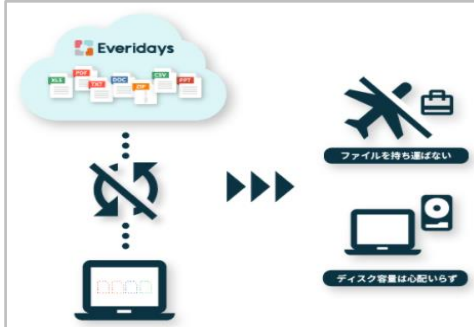 Everidays
XLS
PDF
TXT
DOC
ZIP
CSV
PPT
ファイルを持ち運ばない
ディスク容量は心配いらず